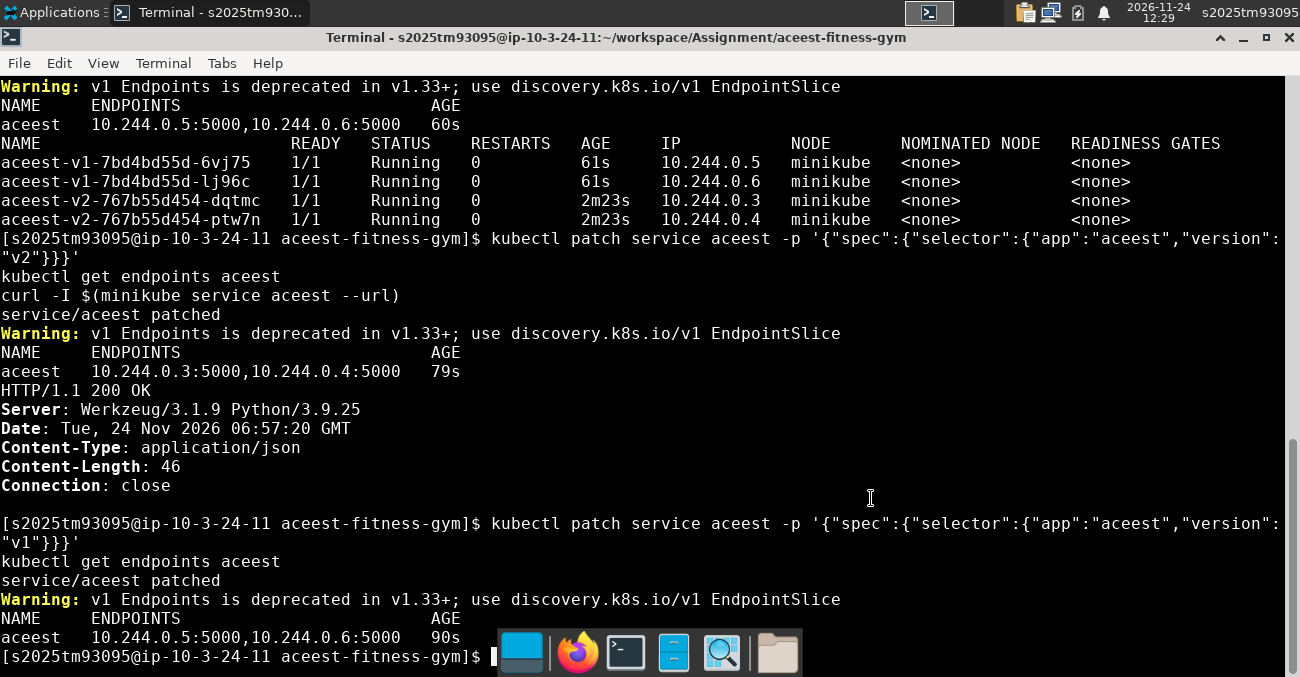 Applications
Terminal - s2025tm930...
2026-11-24
12:29
s2025tm93095
Terminal - s2025tm93095@ip-10-3-24-11:~/workspace/Assignment/aceest-fitness-gym
File Edit View Terminal Tabs Help
Warning: v1 Endpoints is deprecated in v1.33+; use discovery.k8s.io/v1 EndpointSlice
NAME     ENDPOINTS                         AGE
aceest   10.244.0.5:5000,10.244.0.6:5000   60s
NAME                         READY   STATUS    RESTARTS   AGE     IP           NODE       NOMINATED NODE   READINESS GATES
aceest-v1-7bd4bd55d-6vj75    1/1     Running   0          61s     10.244.0.5   minikube   <none>           <none>
aceest-v1-7bd4bd55d-lj96c    1/1     Running   0          61s     10.244.0.6   minikube   <none>           <none>
aceest-v2-767b55d454-dqtmc   1/1     Running   0          2m23s   10.244.0.3   minikube   <none>           <none>
aceest-v2-767b55d454-ptw7n   1/1     Running   0          2m23s   10.244.0.4   minikube   <none>           <none>
[s2025tm93095@ip-10-3-24-11 aceest-fitness-gym]$ kubectl patch service aceest -p '{"spec":{"selector":{"app":"aceest","version":
"v2"}}}'
kubectl get endpoints aceest
curl -I $(minikube service aceest --url)
service/aceest patched
Warning: v1 Endpoints is deprecated in v1.33+; use discovery.k8s.io/v1 EndpointSlice
NAME     ENDPOINTS                         AGE
aceest   10.244.0.3:5000,10.244.0.4:5000   79s
HTTP/1.1 200 OK
Server: Werkzeug/3.1.9 Python/3.9.25
Date: Tue, 24 Nov 2026 06:57:20 GMT
Content-Type: application/json
Content-Length: 46
Connection: close
[s2025tm93095@ip-10-3-24-11 aceest-fitness-gym]$ kubectl patch service aceest -p '{"spec":{"selector":{"app":"aceest","version":
"v1"}}}'
kubectl get endpoints aceest
service/aceest patched
Warning: v1 Endpoints is deprecated in v1.33+; use discovery.k8s.io/v1 EndpointSlice
NAME     ENDPOINTS                         AGE
aceest   10.244.0.5:5000,10.244.0.6:5000   90s
[s2025tm93095@ip-10-3-24-11 aceest-fitness-gym]$